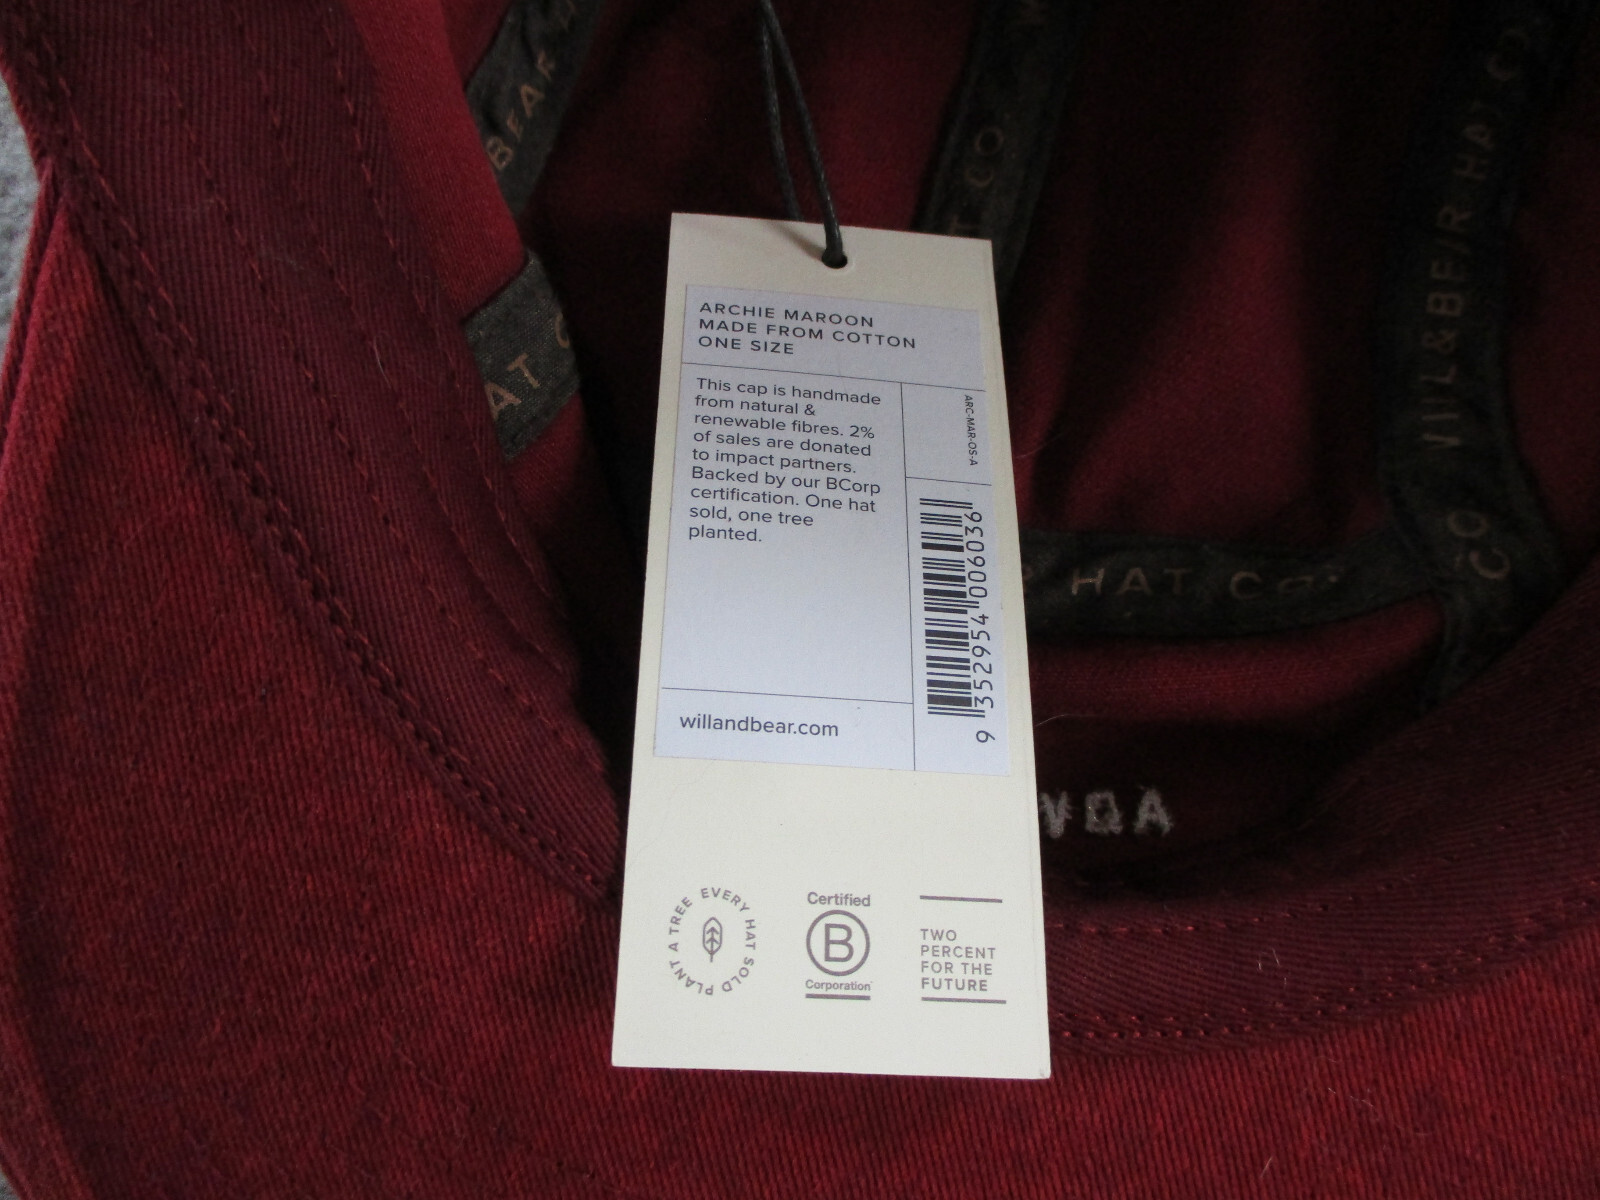 BEAR
AT
CO.
WILL&BEAR HAT CO
CO
HAT CO.
ARCHIE MAROON
MADE FROM COTTON
ONE SIZE
This cap is handmade
from natural &
renewable fibres. 2%
of sales are donated
to impact partners.
Backed by our BCorp
certification. One hat
sold, one tree
planted.
ARC-MAR-OS-A
9 352954 006036
willandbear.com
PLANT A TREE EVERY HAT SOLD
Certified
B
Corporation
TWO
PERCENT
FOR THE
FUTURE